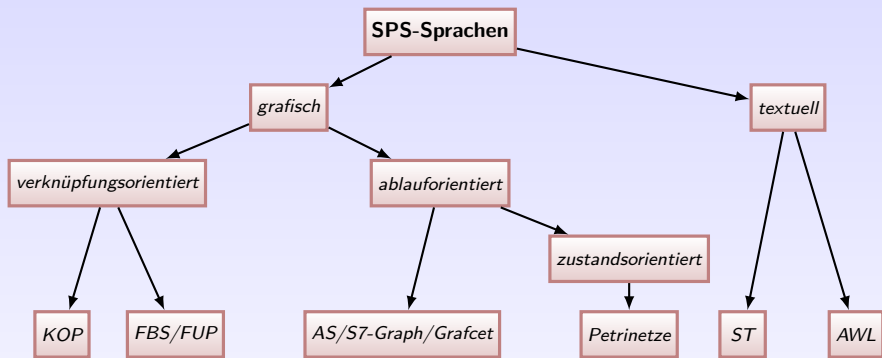 SPS-Sprachen
grafisch
textuell
verknüpfungsorientiert
ablauforientiert
zustandsorientiert
KOP
FBS/FUP
AS/S7-Graph/Grafcet
Petrinetze
ST
AWL